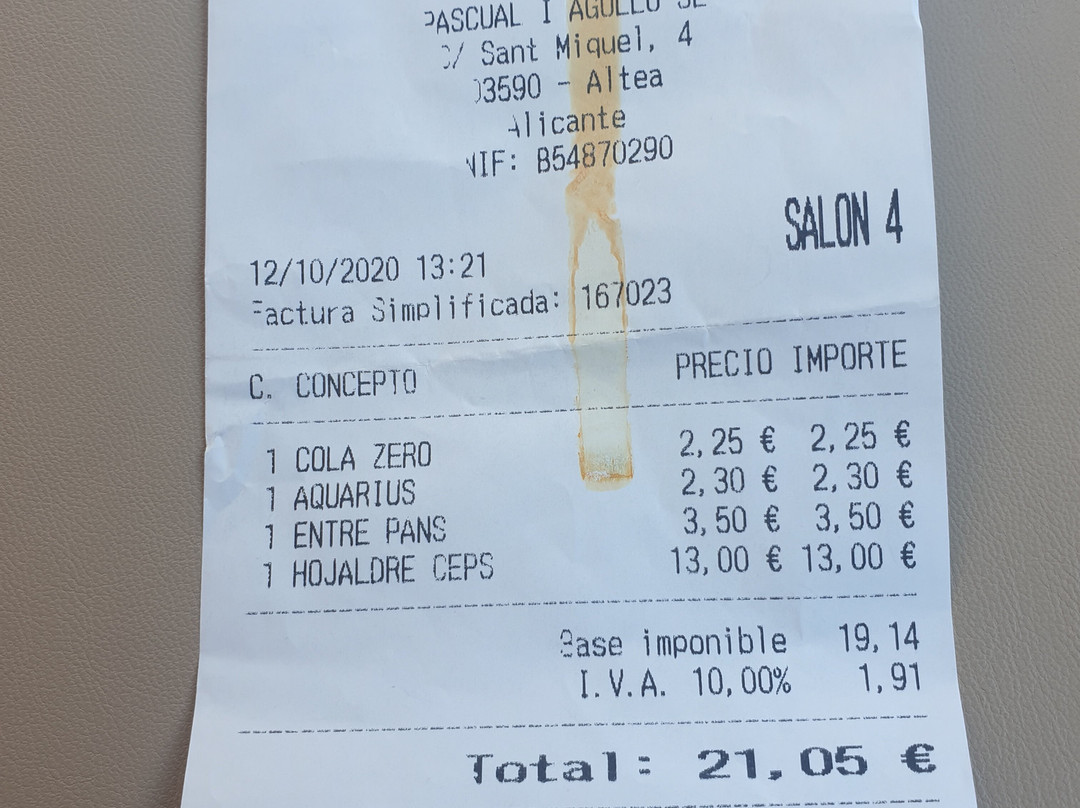 PASCUAL I AGULLO SL
C/ Sant Miquel, 4
03590 - Altea
Alicante
NIF: B54870290
SALON 4
12/10/2020 13:21
Factura Simplificada: 167023
C. CONCEPTO PRECIO IMPORTE
1 COLA ZERO 2,25 € 2,25 €
1 AQUARIUS 2,30 € 2,30 €
1 ENTRE PANS 3,50 € 3,50 €
1 HOJALDRE CEPS 13,00 € 13,00 €
Base imponible 19,14
I.V.A. 10,00% 1,91
Total: 21,05 €